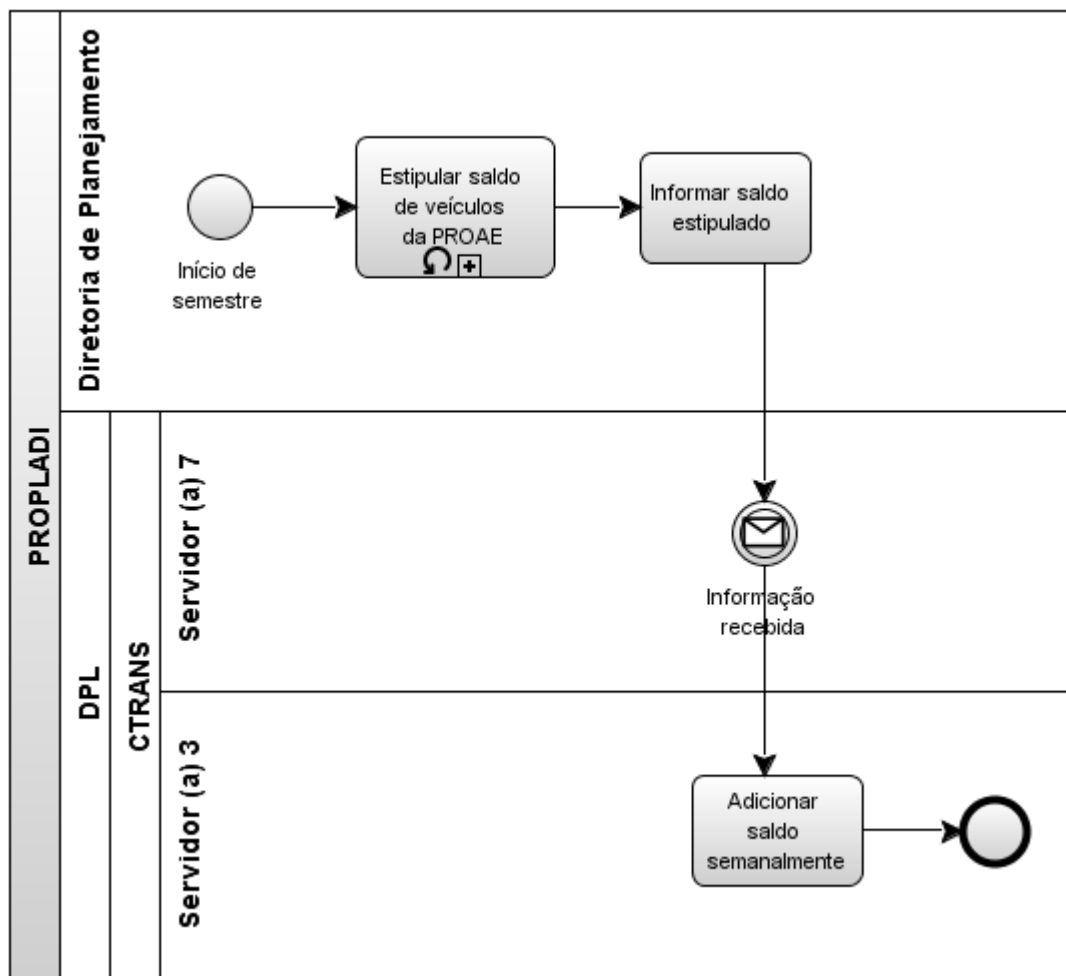 PROPLADI
Diretoria de Planejamento
Início de
semestre
Estipular saldo
de veículos
da PROAE
Informar saldo
estipulado
DPL
CTRANS
Servidor (a) 7
Informação
recebida
Servidor (a) 3
Adicionar
saldo
semanalmente